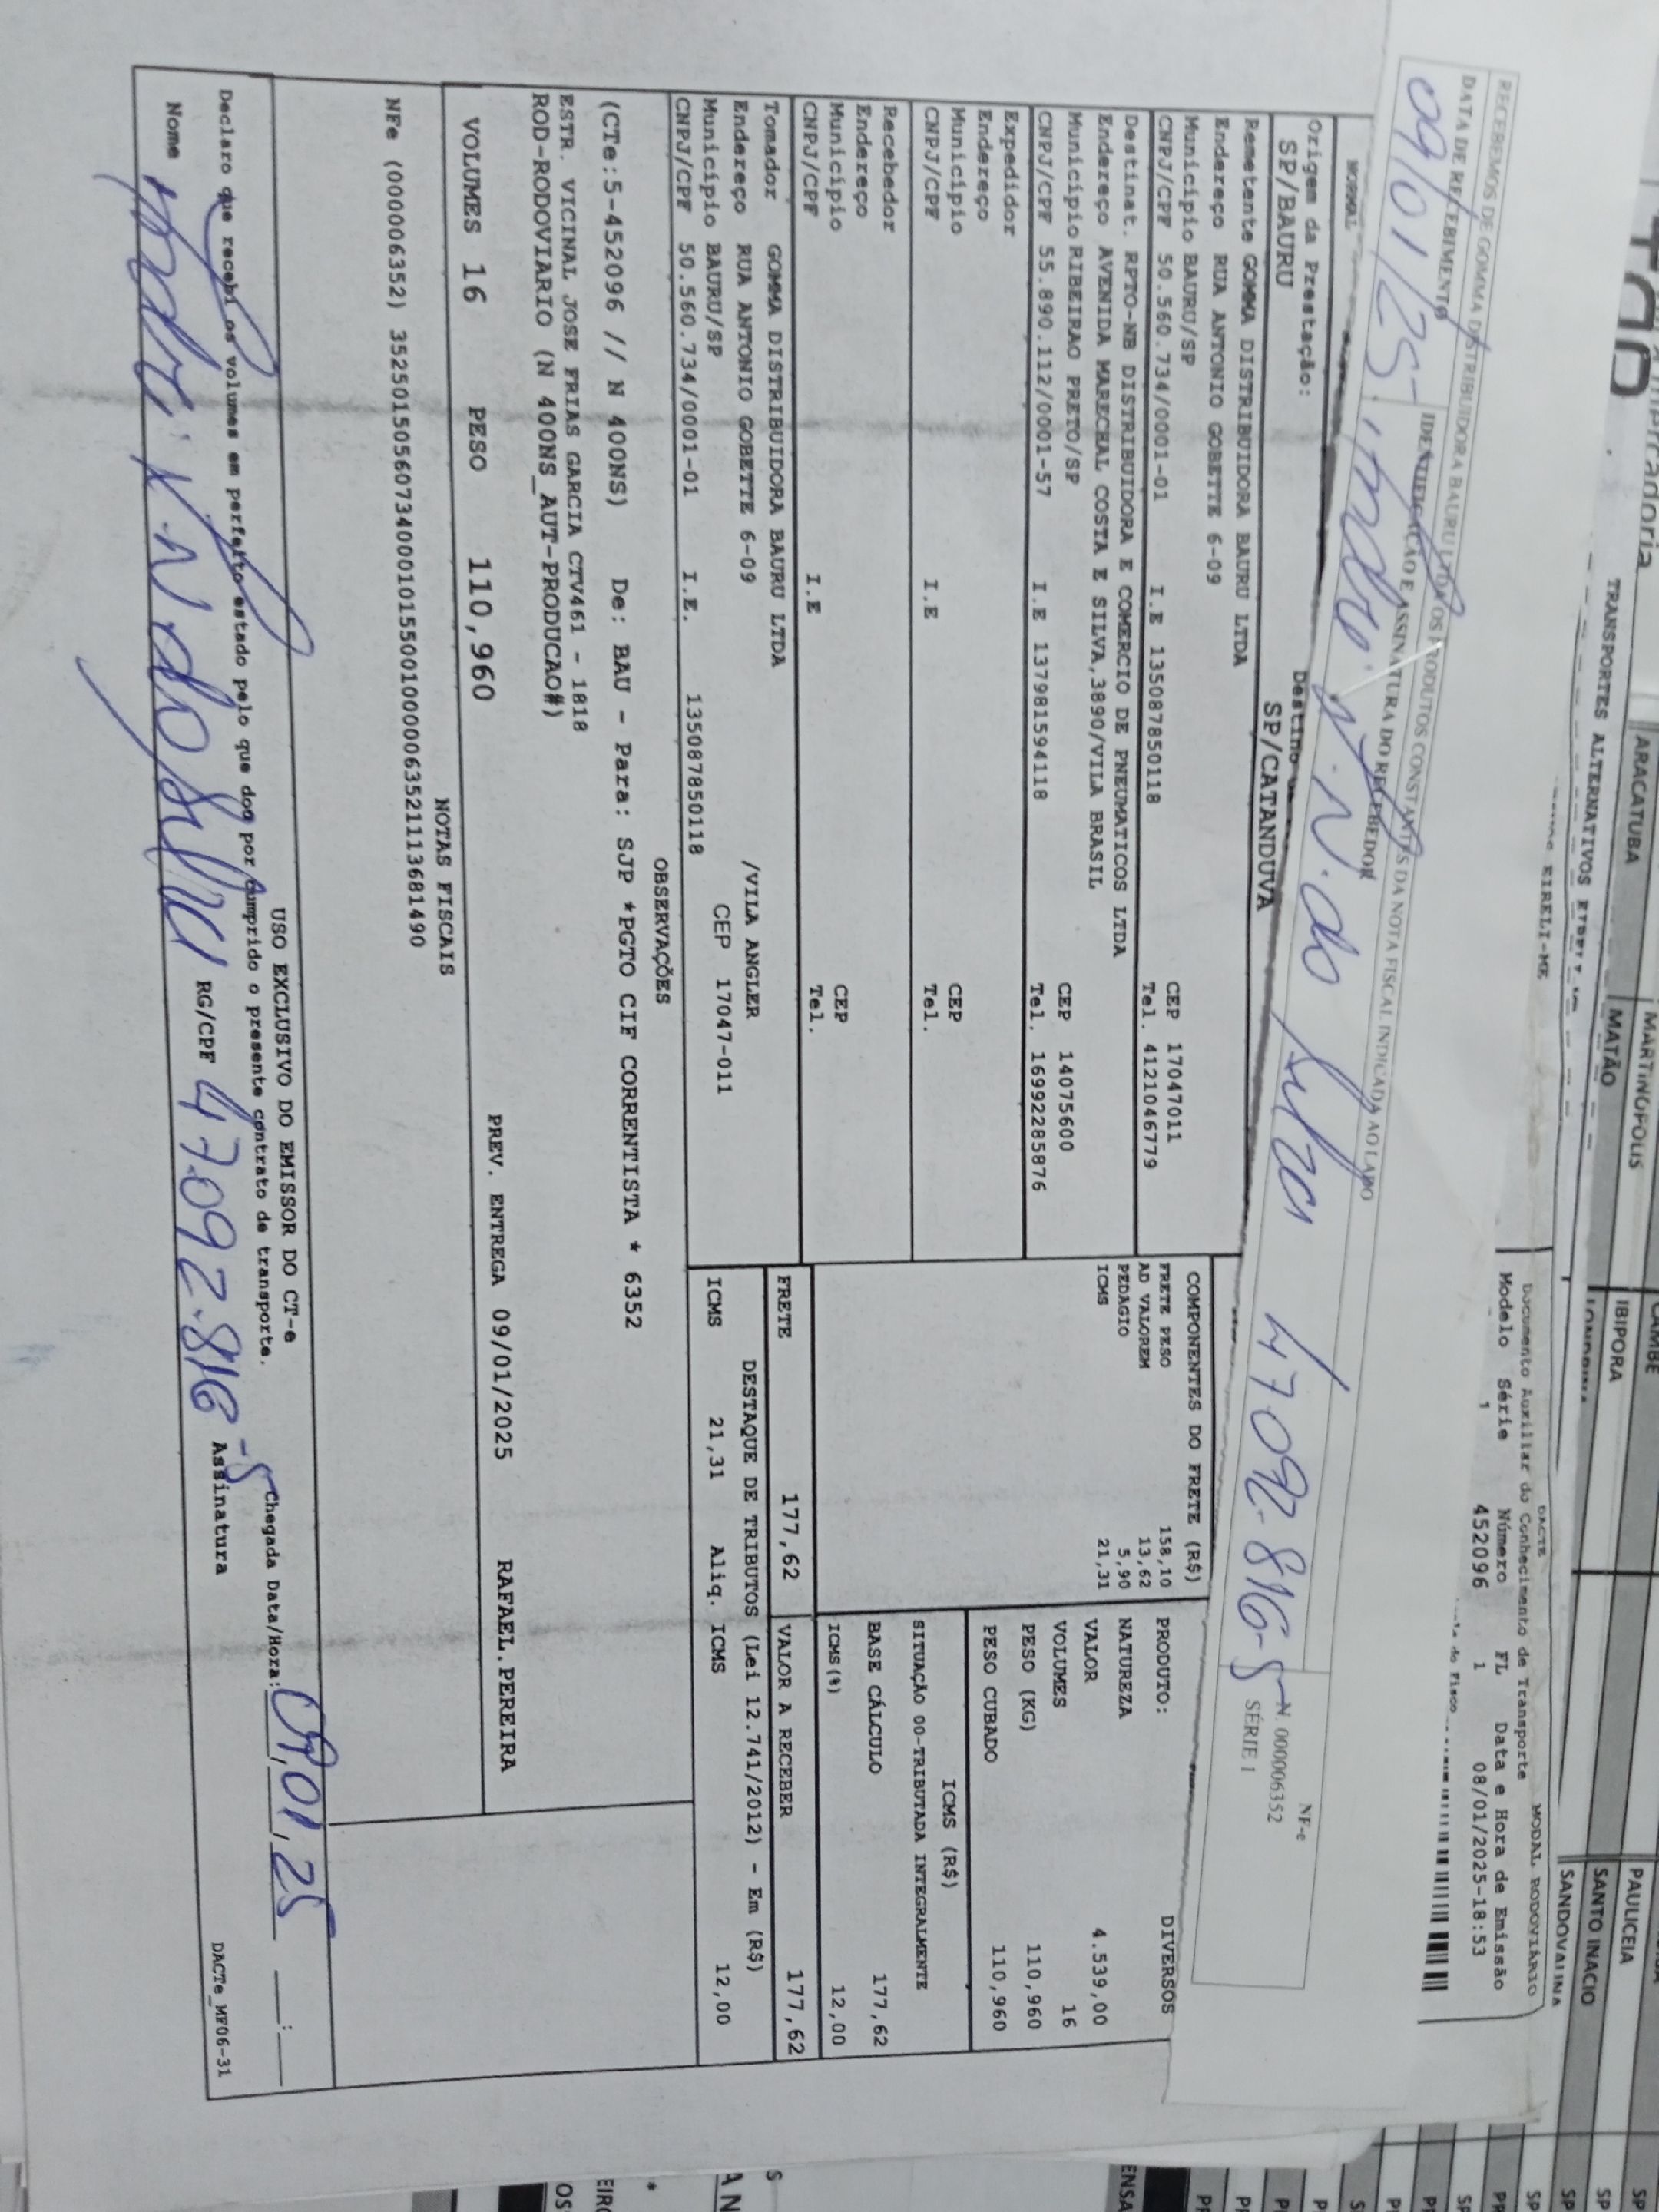 RECEBEMOS DE GOMMA DISTRIBUIDORA BAURU LTDA OS PRODUTOS CONSTANTES DA NOTA FISCAL INDICADA AO LADO
DATA DE RECEBIMENTO
IDENTIFICAÇÃO E ASSINATURA DO RECEBEDOR
09/01/25
47092-816-5
NF-e
N. 000006352
SÉRIE 1
TRANSPORTES ALTERNATIVOS
EIRELI-ME
DACTE
Documento Auxiliar do Conhecimento de Transporte
MODAL RODOVIÁRIO
Modelo Série Número FL Data e Hora de Emissão
1 452096 1 08/01/2025-18:53
NORMAL
Origem da Prestação:
SP/BAURU
SP/CATANDUVA
Remetente GOMMA DISTRIBUIDORA BAURU LTDA
Endereço RUA ANTONIO GOBETTE 6-09
Município BAURU/SP CEP 17047011
CNPJ/CPF 50.560.734/0001-01 I.E 13508785011​8 Tel. 4121046779
Destinat. RPTO-NB DISTRIBUIDORA E COMERCIO DE PNEUMATICOS LTDA
Endereço AVENIDA MARECHAL COSTA E SILVA,3890/VILA BRASIL
Município RIBEIRAO PRETO/SP CEP 14075600
CNPJ/CPF 55.890.112/0001-57 I.E 137981594118 Tel. 16992285876
Expedidor
Endereço
Município CEP
CNPJ/CPF I.E Tel.
Recebedor
Endereço
Município CEP
CNPJ/CPF I.E Tel.
Tomador GOMMA DISTRIBUIDORA BAURU LTDA
Endereço RUA ANTONIO GOBETTE 6-09 /VILA ANGLER
Município BAURU/SP CEP 17047-011
CNPJ/CPF 50.560.734/0001-01 I.E. 135087850118
COMPONENTES DO FRETE (R$)
FRETE PESO 158,10
AD VALOREM 13,62
PEDAGIO 5,90
ICMS 21,31
PRODUTO: DIVERSOS
NATUREZA
VALOR 4.539,00
VOLUMES 16
PESO (KG) 110,960
PESO CUBADO 110,960
ICMS (R$)
SITUAÇÃO 00-TRIBUTADA INTEGRALMENTE
BASE CÁLCULO 177,62
ICMS(%) 12,00
FRETE 177,62 VALOR A RECEBER 177,62
DESTAQUE DE TRIBUTOS (Lei 12.741/2012) - Em (R$)
ICMS 21,31 Aliq. ICMS 12,00
OBSERVAÇÕES
(CTe:5-452096 // N 400NS) De: BAU - Para: SJP *PGTO CIF CORRENTISTA * 6352
ESTR. VICINAL JOSE FRIAS GARCIA CTV461 - 1818
ROD-RODOVIARIO (N 400NS_AUT-PRODUCAO#)
VOLUMES 16 PESO 110,960 PREV. ENTREGA 09/01/2025 RAFAEL.PEREIRA
NOTAS FISCAIS
NFe (000006352) 35250150560734000101550010000063521113681490
USO EXCLUSIVO DO EMISSOR DO CT-e
Declaro que recebi os volumes em perfeito estado pelo que dou por cumprido o presente contrato de transporte.
Chegada Data/Hora: 09/01/25 __:__
Nome RG/CPF 47.092.816-5 Assinatura
DACTe_MF06-31
ARACATUBA
MARTINOPOLIS
MATÃO
IBIPORA
PAULICEIA
SANTO INACIO
SANDOVALINA